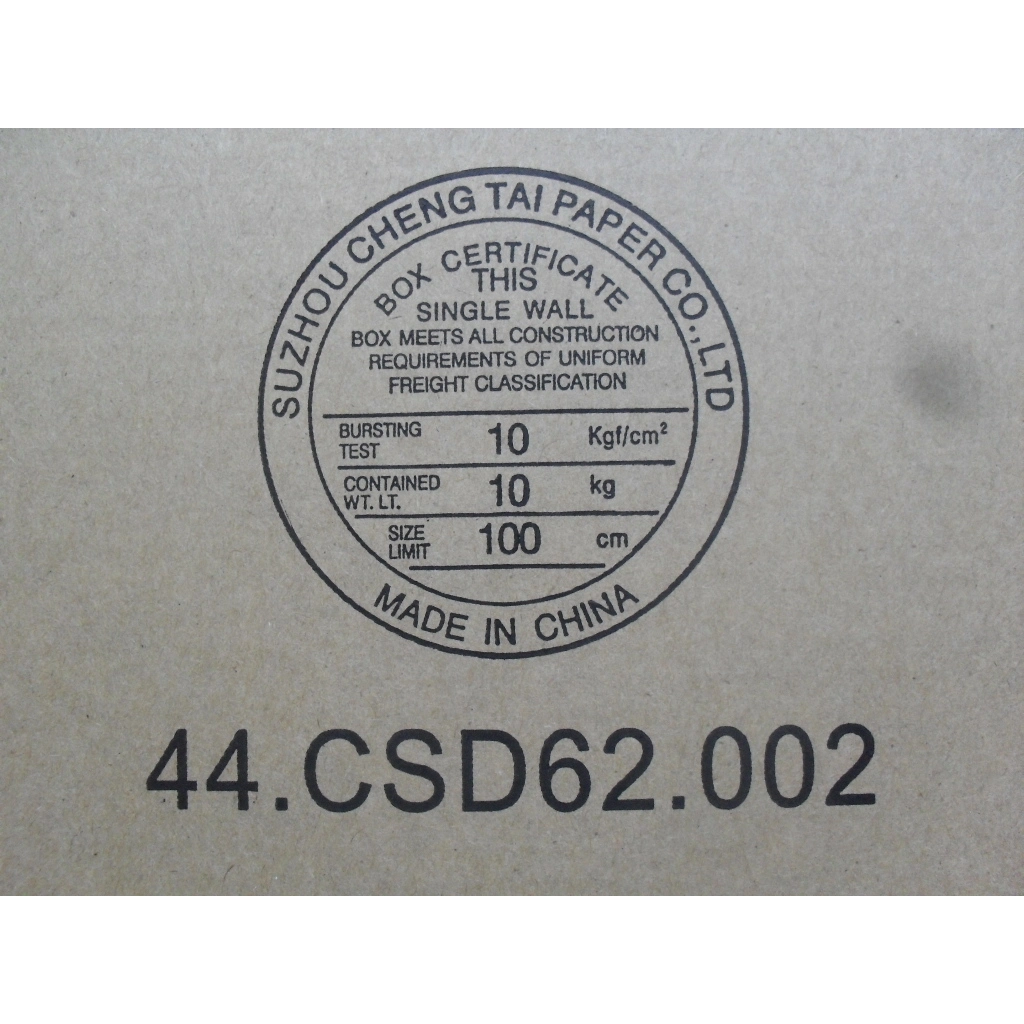 SUZHOU CHENG TAI PAPER CO.,LTD
BOX CERTIFICATE
THIS
SINGLE WALL
BOX MEETS ALL CONSTRUCTION
REQUIREMENTS OF UNIFORM
FREIGHT CLASSIFICATION
BURSTING TEST 10 Kgf/cm²
CONTAINED WT. LT. 10 kg
SIZE LIMIT 100 cm
MADE IN CHINA
44.CSD62.002